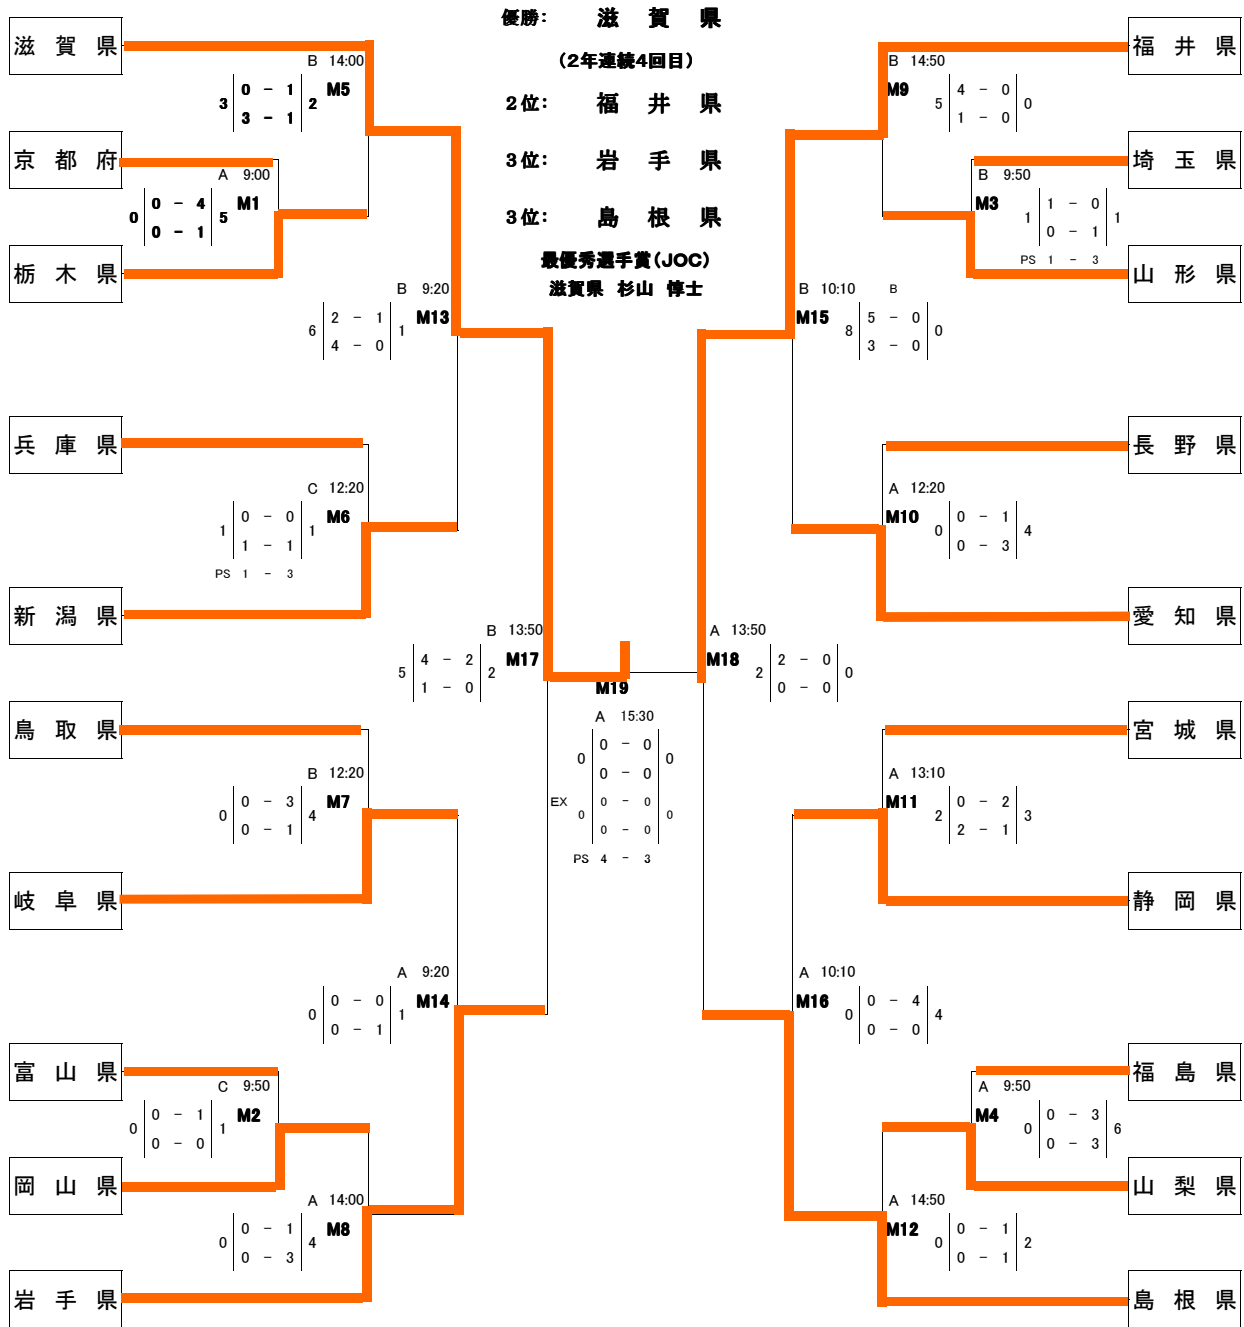 優勝: 滋 賀 県
(2年連続4回目)
2位: 福 井 県
3位: 岩 手 県
3位: 島 根 県
最優秀選手賞(JOC)
滋賀県 杉山 惇士
滋 賀 県
B 14:00
M5
0 - 1
3 2
3 - 1
京 都 府
A 9:00
M1
0 - 4
0 5
0 - 1
栃 木 県
B 9:20
M13
2 - 1
6 1
4 - 0
兵 庫 県
C 12:20
M6
0 - 0
1 1
1 - 1
PS 1 - 3
新 潟 県
B 13:50
M17
4 - 2
5 2
1 - 0
鳥 取 県
B 12:20
M7
0 - 3
0 4
0 - 1
岐 阜 県
A 9:20
M14
0 - 0
0 1
0 - 1
富 山 県
C 9:50
M2
0 - 1
0 1
0 - 0
岡 山 県
A 14:00
M8
0 - 1
0 4
0 - 3
岩 手 県
M19
A 15:30
0 - 0
0 0
0 - 0
EX 0 - 0
0 0
0 - 0
PS 4 - 3
福 井 県
B 14:50
M9
4 - 0
5 0
1 - 0
埼 玉 県
B 9:50
M3
1 - 0
1 1
0 - 1
PS 1 - 3
山 形 県
B 10:10 B
M15
5 - 0
8 0
3 - 0
長 野 県
A 12:20
M10
0 - 1
0 4
0 - 3
愛 知 県
A 13:50
M18
2 - 0
2 0
0 - 0
宮 城 県
A 13:10
M11
0 - 2
2 3
2 - 1
静 岡 県
A 10:10
M16
0 - 4
0 4
0 - 0
福 島 県
A 9:50
M4
0 - 3
0 6
0 - 3
山 梨 県
A 14:50
M12
0 - 1
0 2
0 - 1
島 根 県